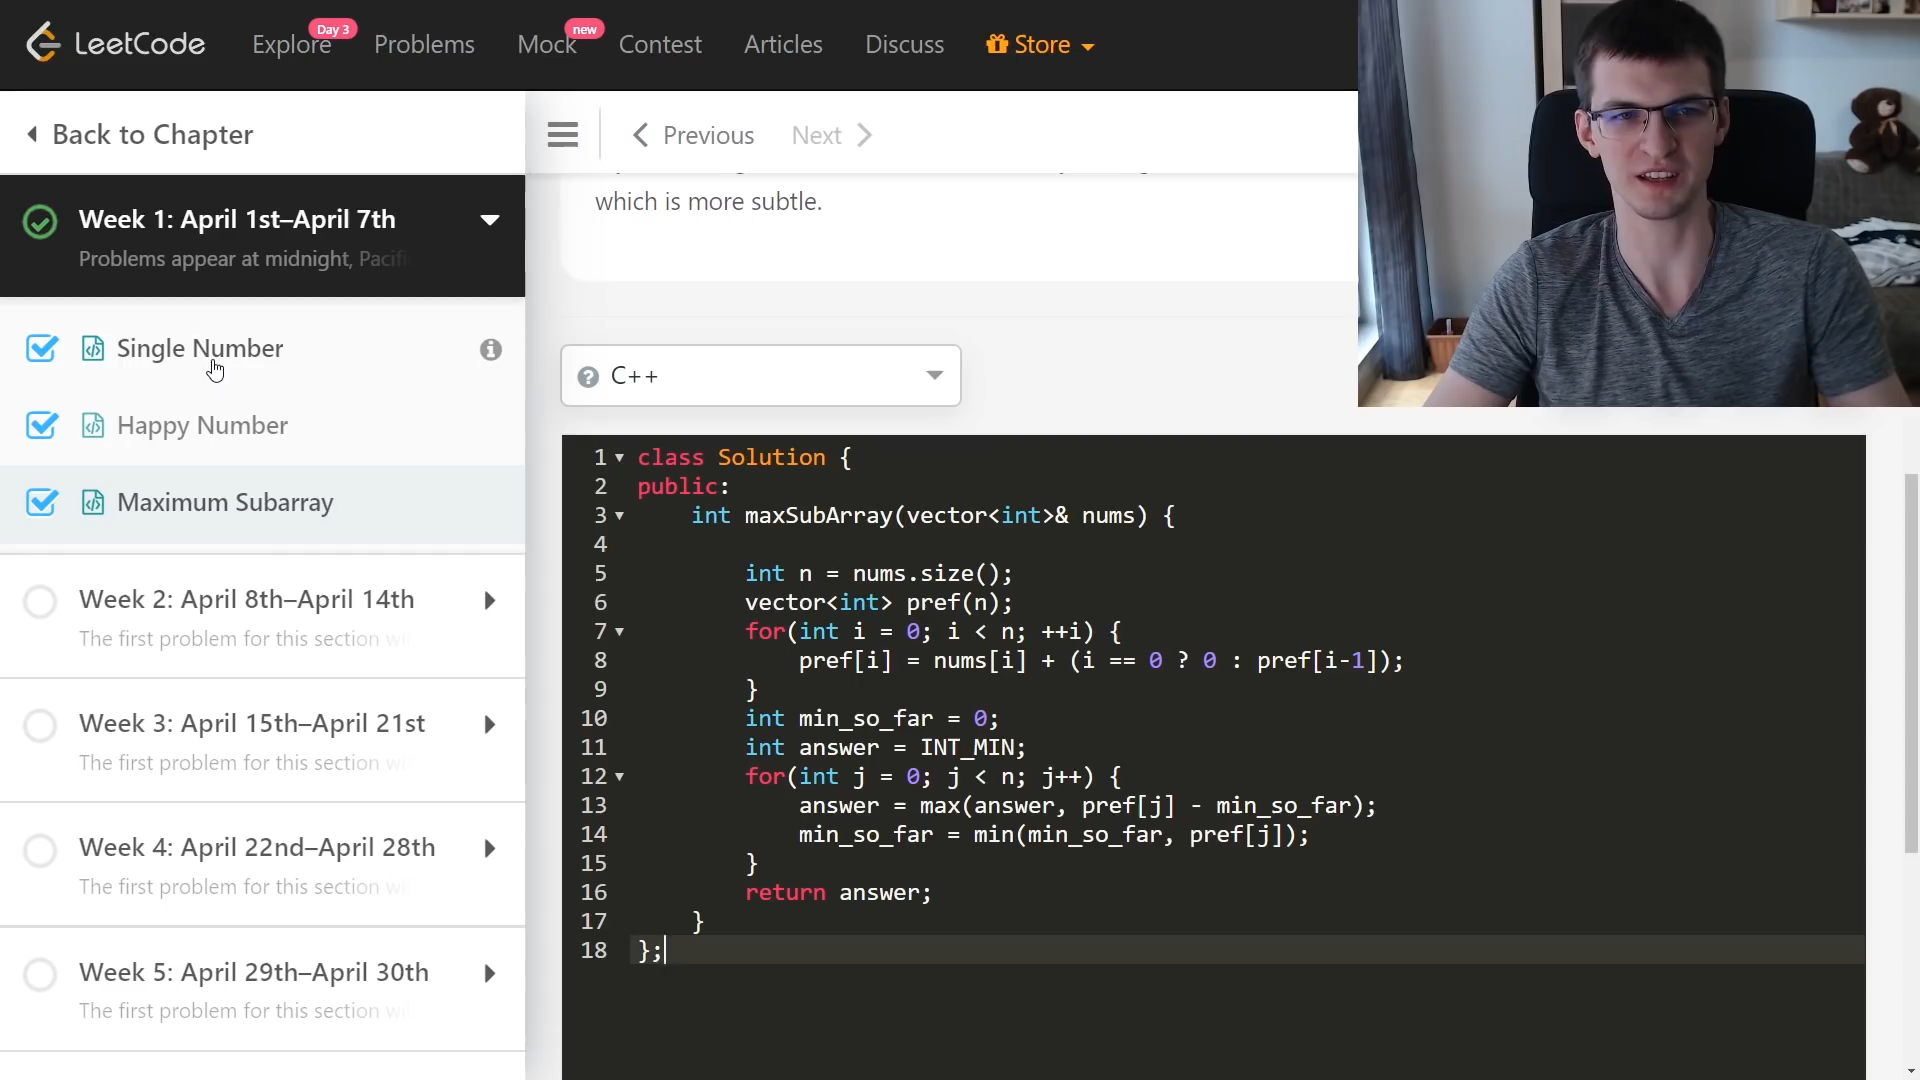 LeetCode
Explore
Day 3
Problems
Mock
new
Contest
Articles
Discuss
Store
Back to Chapter
Previous
Next
Week 1: April 1st–April 7th
Problems appear at midnight, Pacifi
Single Number
Happy Number
Maximum Subarray
Week 2: April 8th–April 14th
The first problem for this section wi
Week 3: April 15th–April 21st
The first problem for this section wi
Week 4: April 22nd–April 28th
The first problem for this section wi
Week 5: April 29th–April 30th
The first problem for this section wi
which is more subtle.
? C++
1 class Solution {
2 public:
3     int maxSubArray(vector<int>& nums) {
4
5         int n = nums.size();
6         vector<int> pref(n);
7         for(int i = 0; i < n; ++i) {
8             pref[i] = nums[i] + (i == 0 ? 0 : pref[i-1]);
9         }
10         int min_so_far = 0;
11         int answer = INT_MIN;
12         for(int j = 0; j < n; j++) {
13             answer = max(answer, pref[j] - min_so_far);
14             min_so_far = min(min_so_far, pref[j]);
15         }
16         return answer;
17     }
18 };